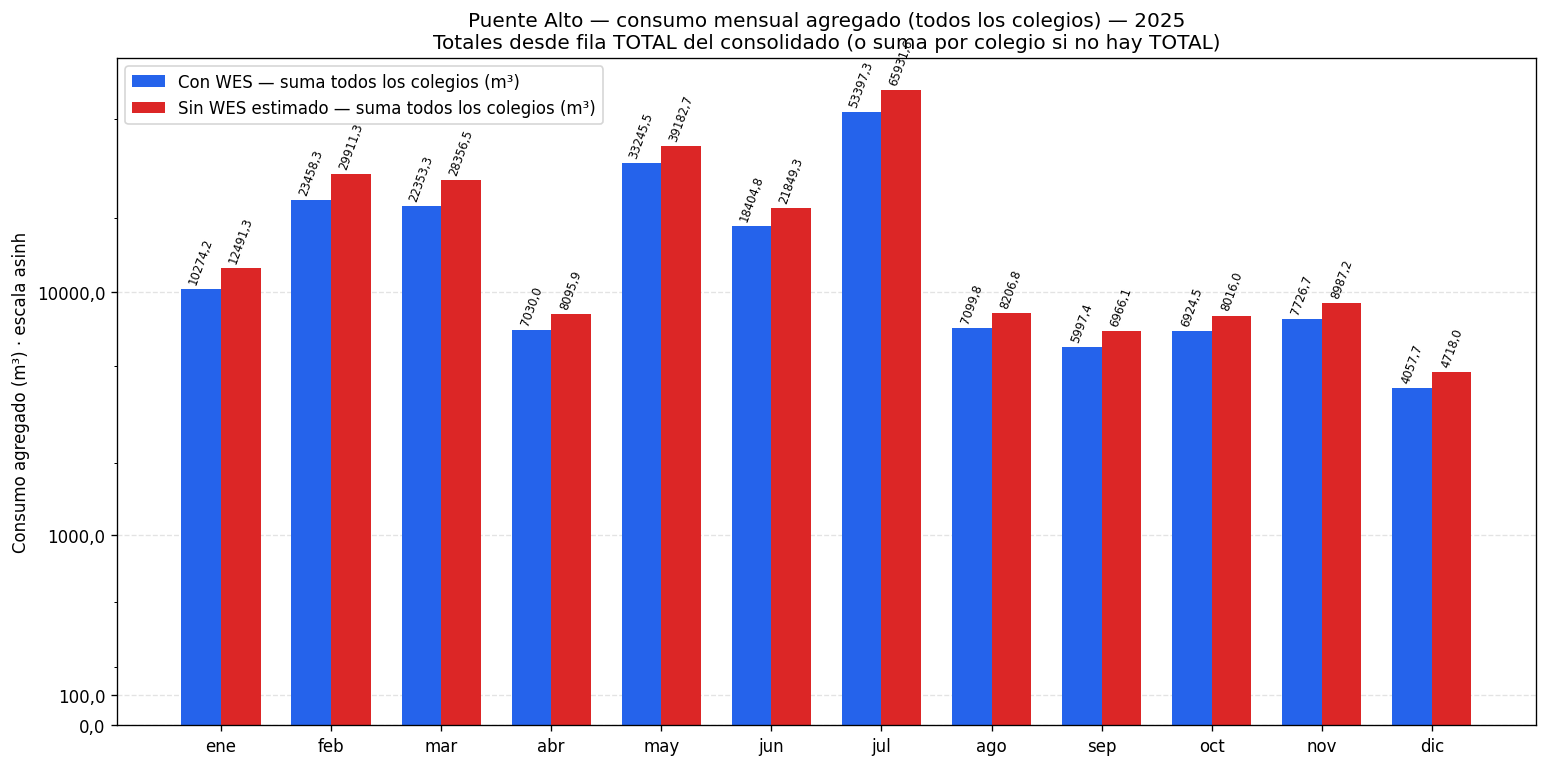 Puente Alto — consumo mensual agregado (todos los colegios) — 2025
Totales desde fila TOTAL del consolidado (o suma por colegio si no hay TOTAL)
Con WES — suma todos los colegios (m³)
Sin WES estimado — suma todos los colegios (m³)
Consumo agregado (m³) · escala asinh
10000,0
1000,0
100,0
0,0
10274,2
12491,3
23458,3
29911,3
22353,3
28356,5
7030,0
8095,9
33245,5
39182,7
18404,8
21849,3
53397,3
7099,8
8206,8
5997,4
6966,1
6924,5
8016,0
7726,7
8987,2
4057,7
4718,0
ene
feb
mar
abr
may
jun
jul
ago
sep
oct
nov
dic